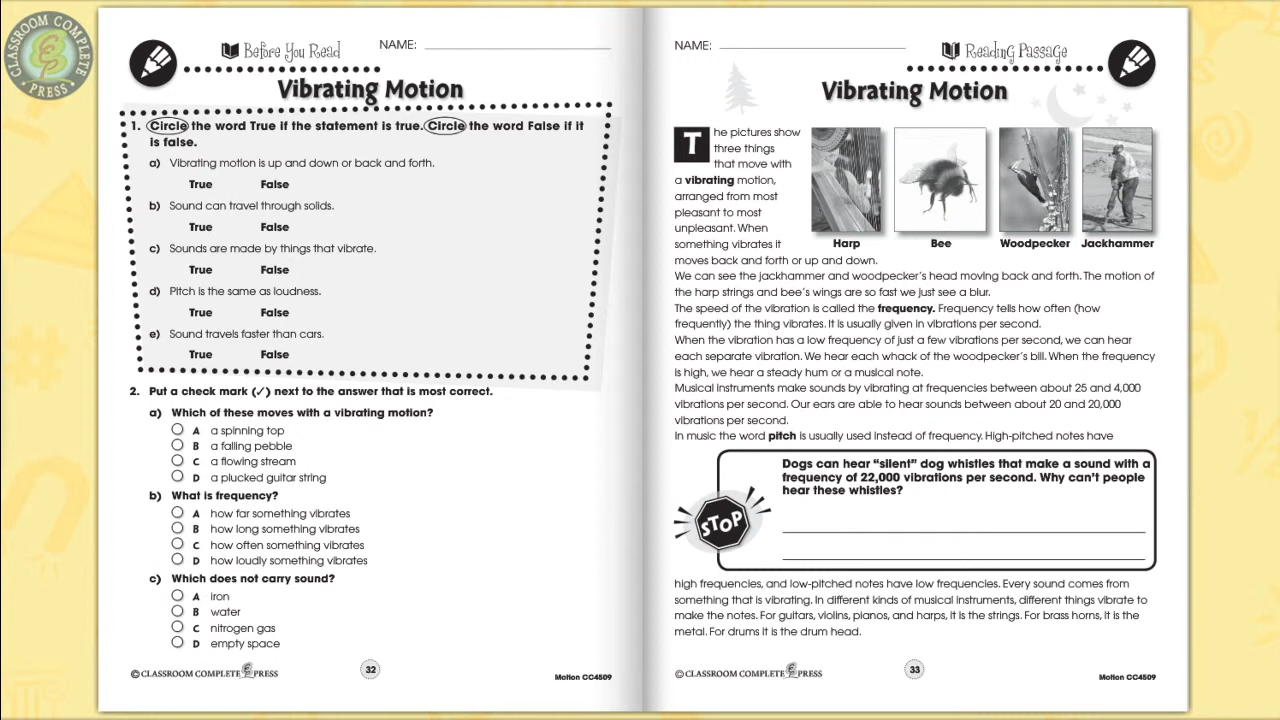 CLASSROOM COMPLETE
PRESS
Before You Read
NAME:
Vibrating Motion
1. Circle the word True if the statement is true. Circle the word False if it
is false.
a) Vibrating motion is up and down or back and forth.
True False
b) Sound can travel through solids.
True False
c) Sounds are made by things that vibrate.
True False
d) Pitch is the same as loudness.
True False
e) Sound travels faster than cars.
True False
2. Put a check mark (✓) next to the answer that is most correct.
a) Which of these moves with a vibrating motion?
A a spinning top
B a falling pebble
C a flowing stream
D a plucked guitar string
b) What is frequency?
A how far something vibrates
B how long something vibrates
C how often something vibrates
D how loudly something vibrates
c) Which does not carry sound?
A iron
B water
C nitrogen gas
D empty space
© CLASSROOM COMPLETE PRESS
32
Motion CC4509
NAME:
Reading Passage
Vibrating Motion
The pictures show
three things
that move with
a vibrating motion,
arranged from most
pleasant to most
unpleasant. When
something vibrates it
moves back and forth or up and down.
Harp Bee Woodpecker Jackhammer
We can see the jackhammer and woodpecker's head moving back and forth. The motion of
the harp strings and bee's wings are so fast we just see a blur.
The speed of the vibration is called the frequency. Frequency tells how often (how
frequently) the thing vibrates. It is usually given in vibrations per second.
When the vibration has a low frequency of just a few vibrations per second, we can hear
each separate vibration. We hear each whack of the woodpecker's bill. When the frequency
is high, we hear a steady hum or a musical note.
Musical instruments make sounds by vibrating at frequencies between about 25 and 4,000
vibrations per second. Our ears are able to hear sounds between about 20 and 20,000
vibrations per second.
In music the word pitch is usually used instead of frequency. High-pitched notes have
STOP
Dogs can hear "silent" dog whistles that make a sound with a
frequency of 22,000 vibrations per second. Why can't people
hear these whistles?
high frequencies, and low-pitched notes have low frequencies. Every sound comes from
something that is vibrating. In different kinds of musical instruments, different things vibrate to
make the notes. For guitars, violins, pianos, and harps, it is the strings. For brass horns, it is the
metal. For drums it is the drum head.
© CLASSROOM COMPLETE PRESS
33
Motion CC4509